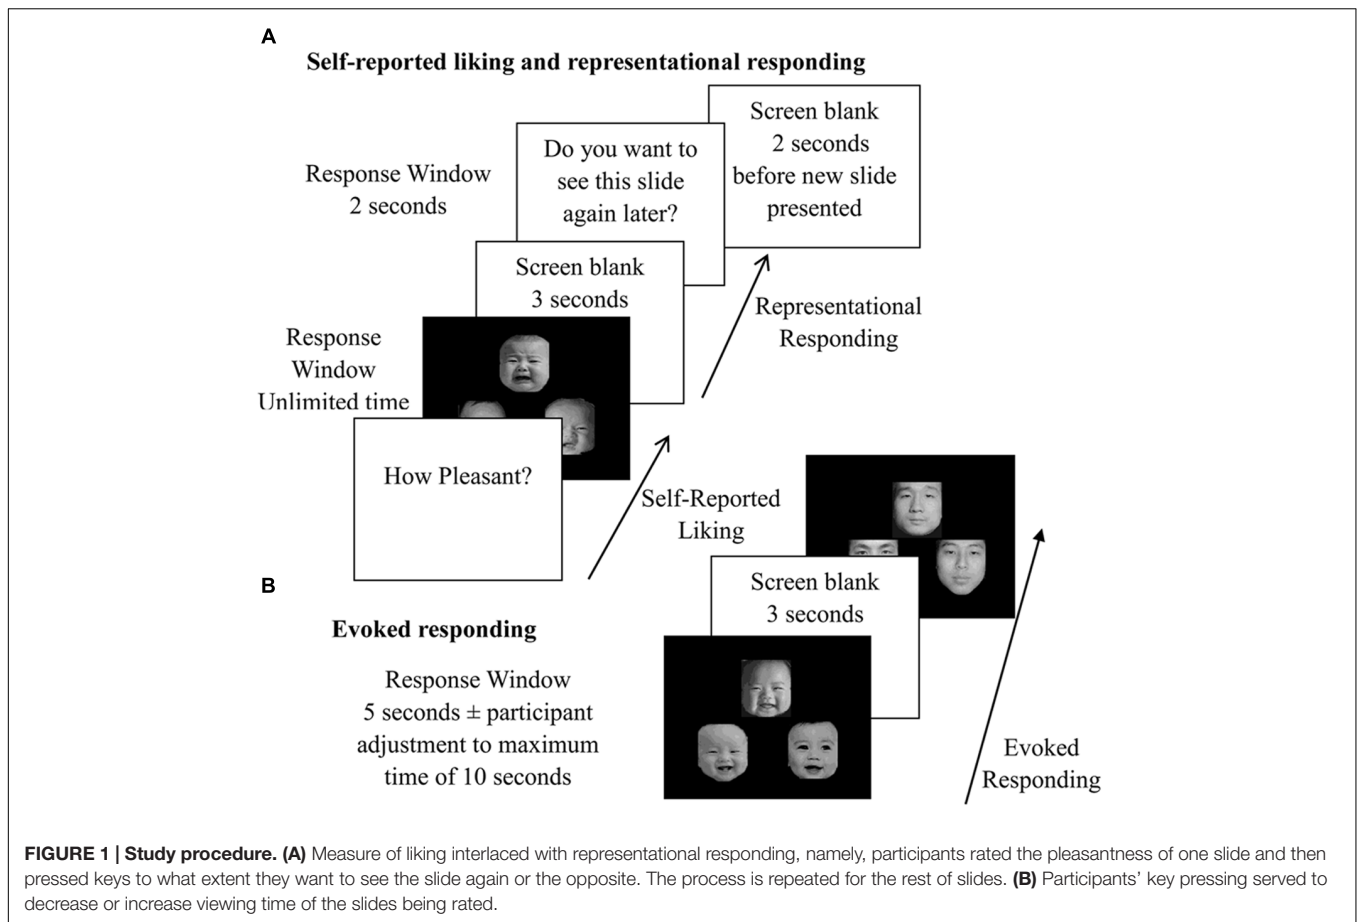 A
Self-reported liking and representational responding
Screen blank
2 seconds
before new slide
presented
Do you want to
see this slide
again later?
Response Window
2 seconds
Screen blank
3 seconds
Representational
Responding
Response
Window
Unlimited time
How Pleasant?
Self-Reported
Liking
B
Evoked responding
Screen blank
3 seconds
Response Window
5 seconds ± participant
adjustment to maximum
time of 10 seconds
Evoked
Responding
FIGURE 1 | Study procedure. (A) Measure of liking interlaced with representational responding, namely, participants rated the pleasantness of one slide and then
pressed keys to what extent they want to see the slide again or the opposite. The process is repeated for the rest of slides. (B) Participants’ key pressing served to
decrease or increase viewing time of the slides being rated.